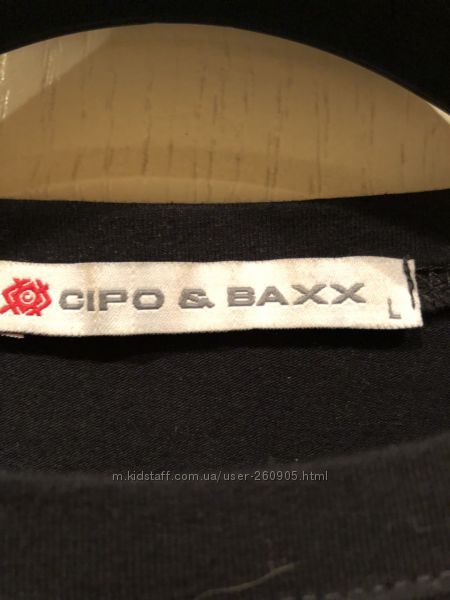 CIPO & BAXX
L
m.kidstaff.com.ua/user-260905.html